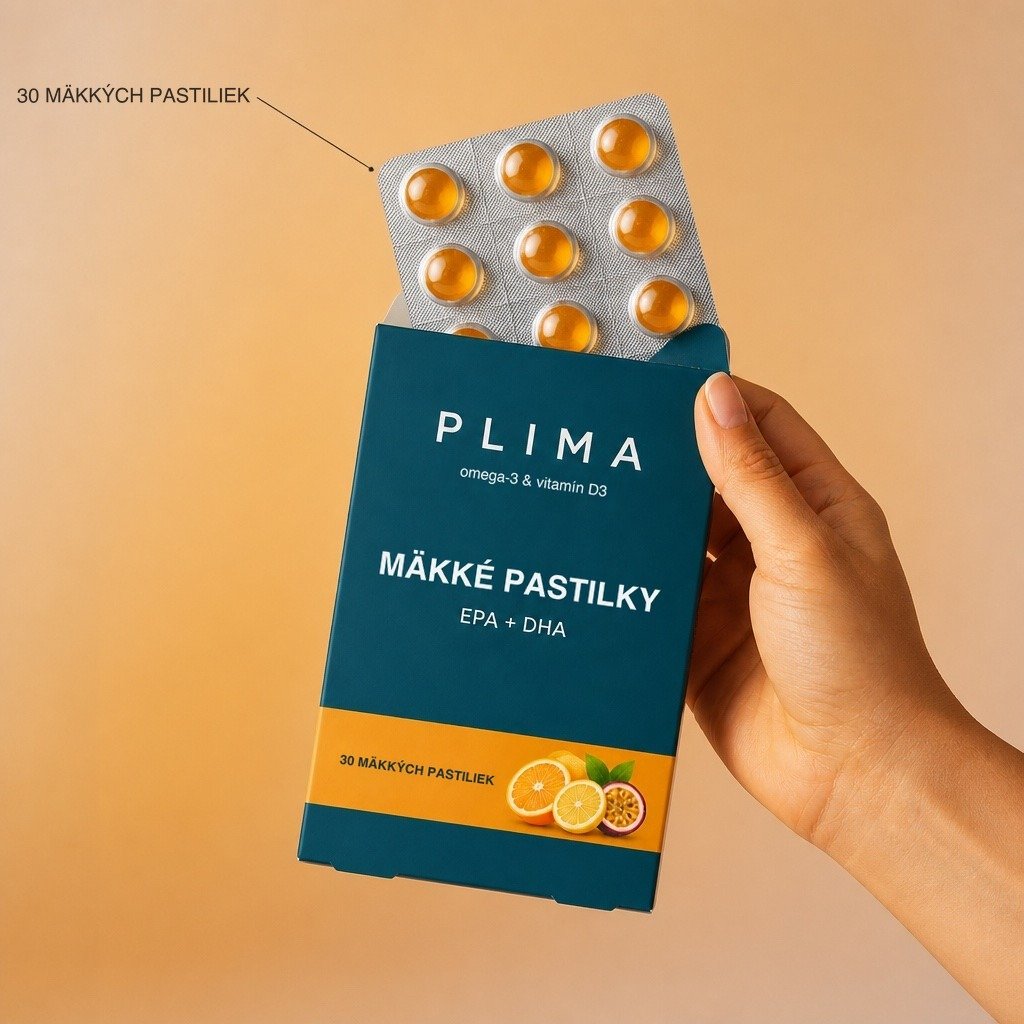 30 MÄKKÝCH PASTILIEK
PLIMA
omega-3 & vitamín D3
MÄKKÉ PASTILKY
EPA + DHA
30 MÄKKÝCH PASTILIEK